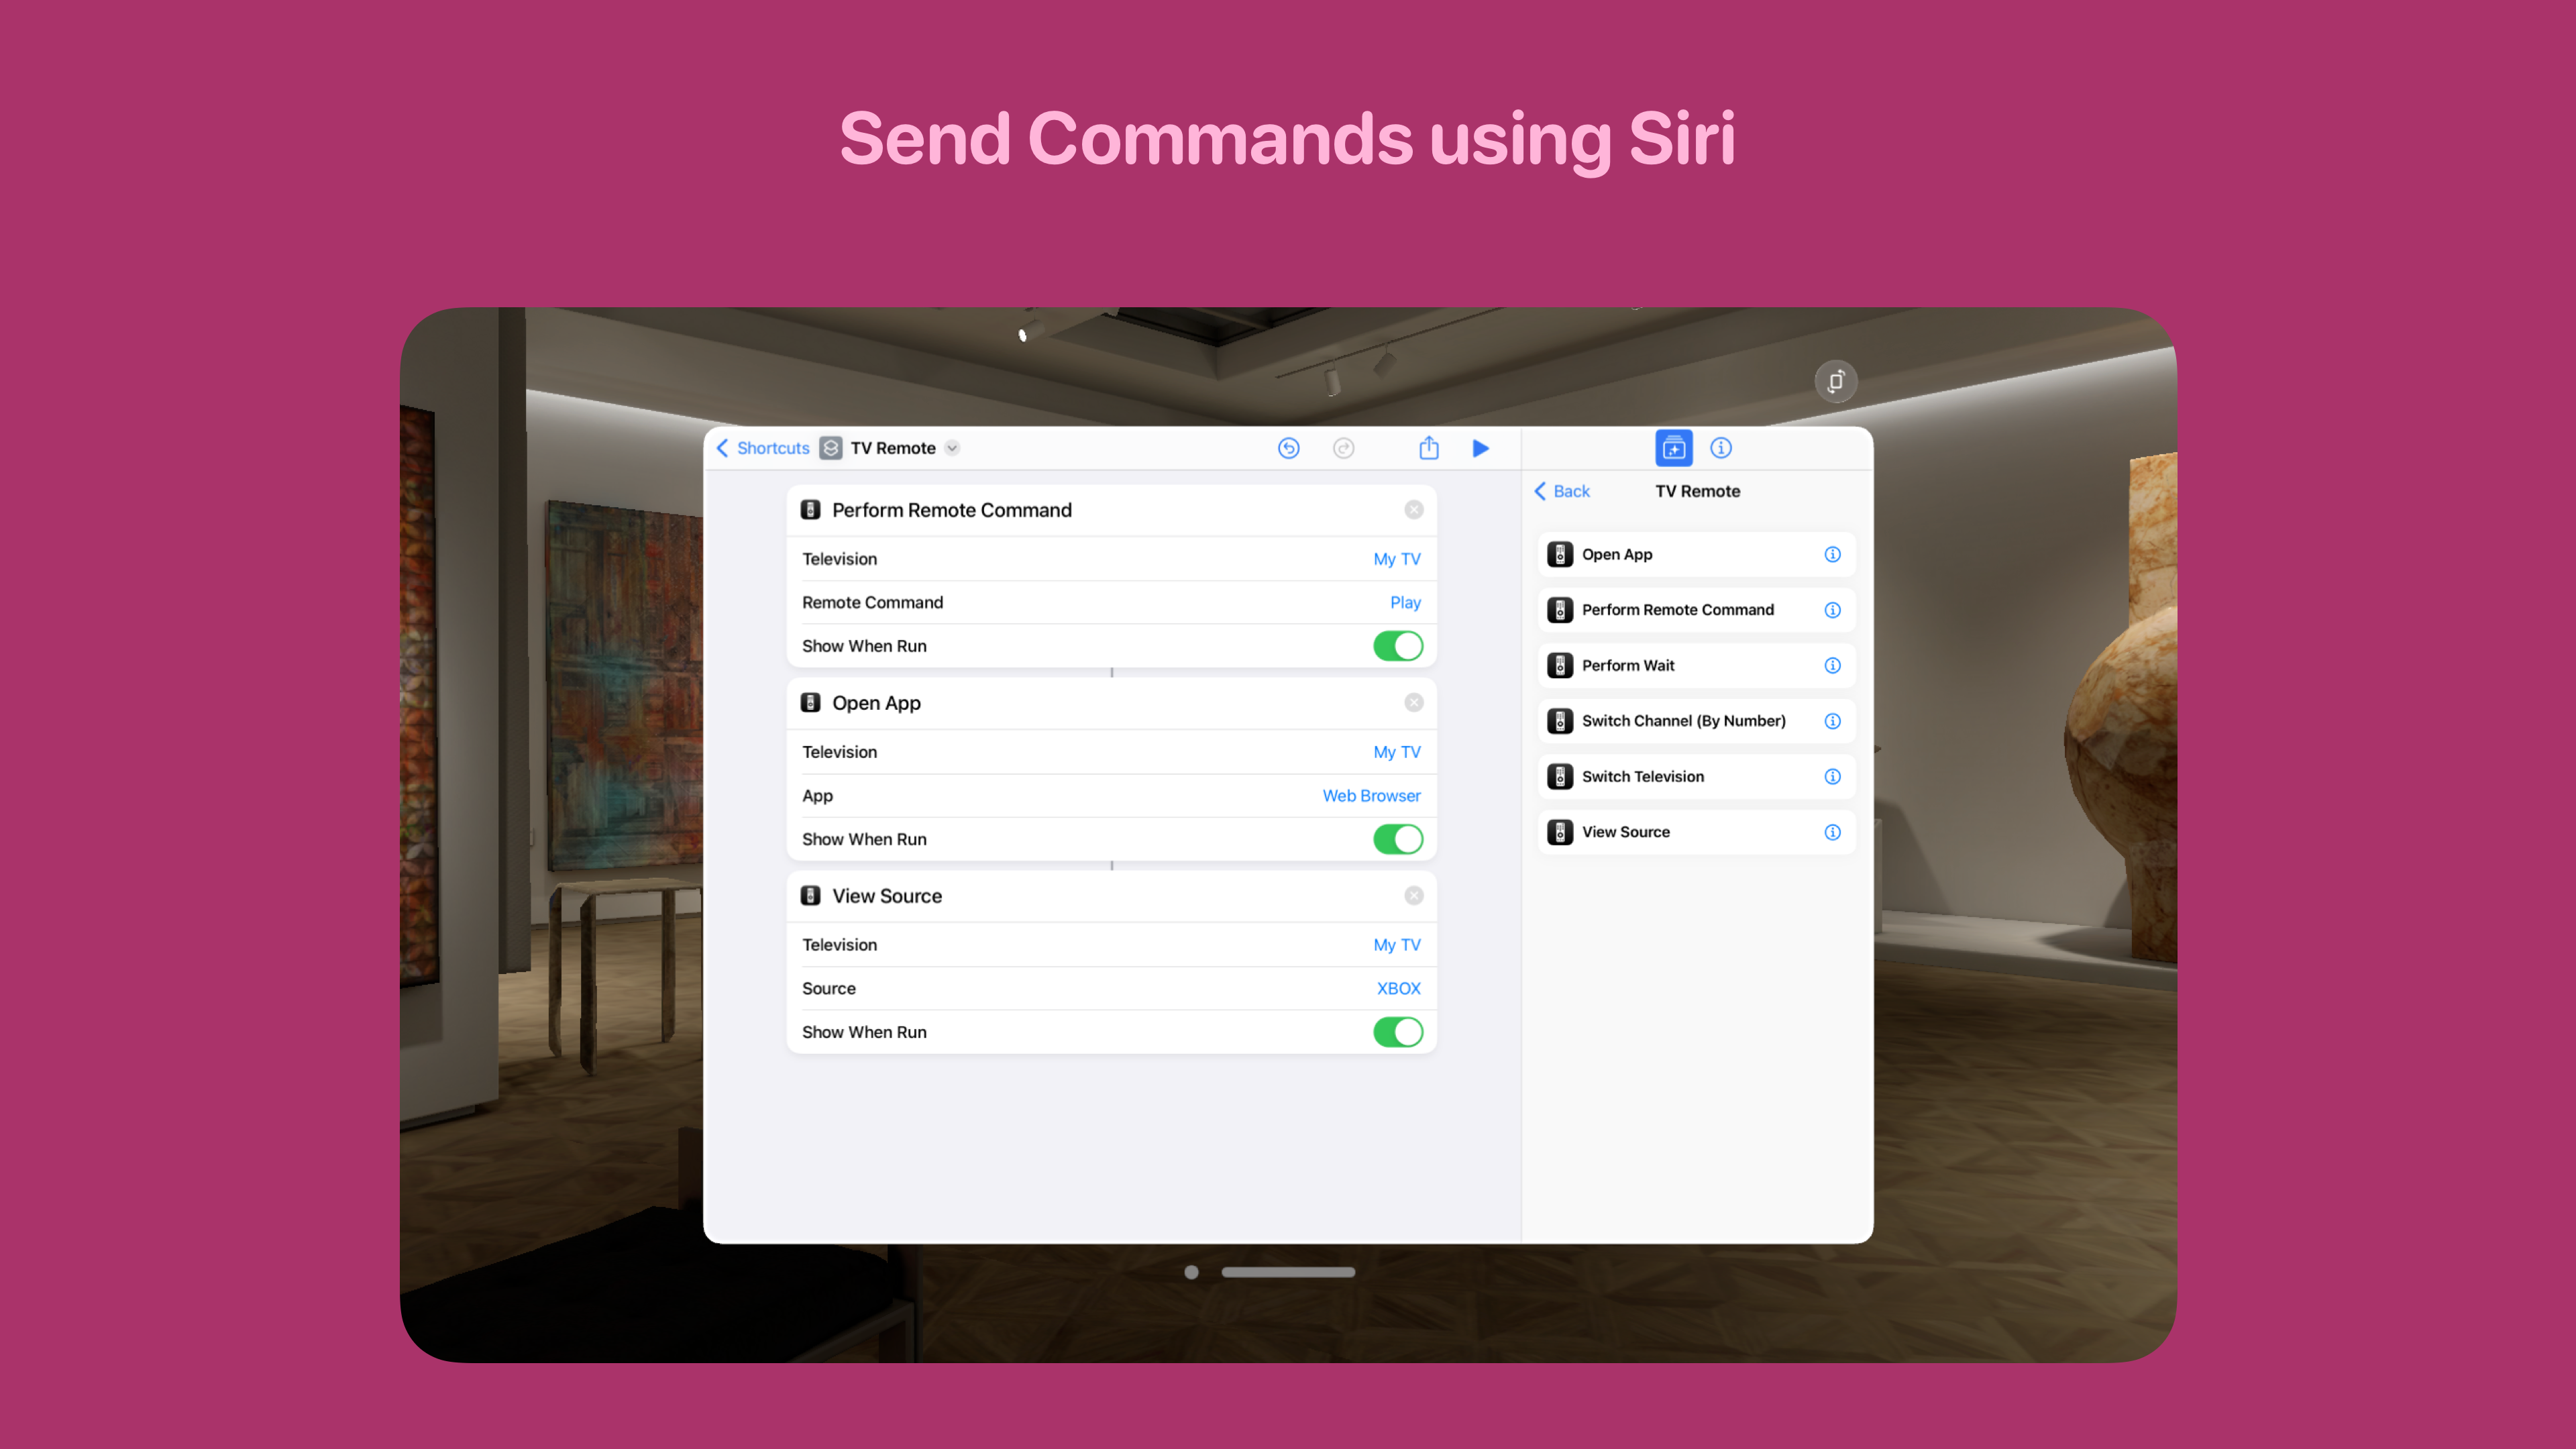 Send Commands using Siri
Shortcuts TV Remote
Perform Remote Command
Television My TV
Remote Command Play
Show When Run
Open App
Television My TV
App Web Browser
Show When Run
View Source
Television My TV
Source XBOX
Show When Run
Back TV Remote
Open App
Perform Remote Command
Perform Wait
Switch Channel (By Number)
Switch Television
View Source